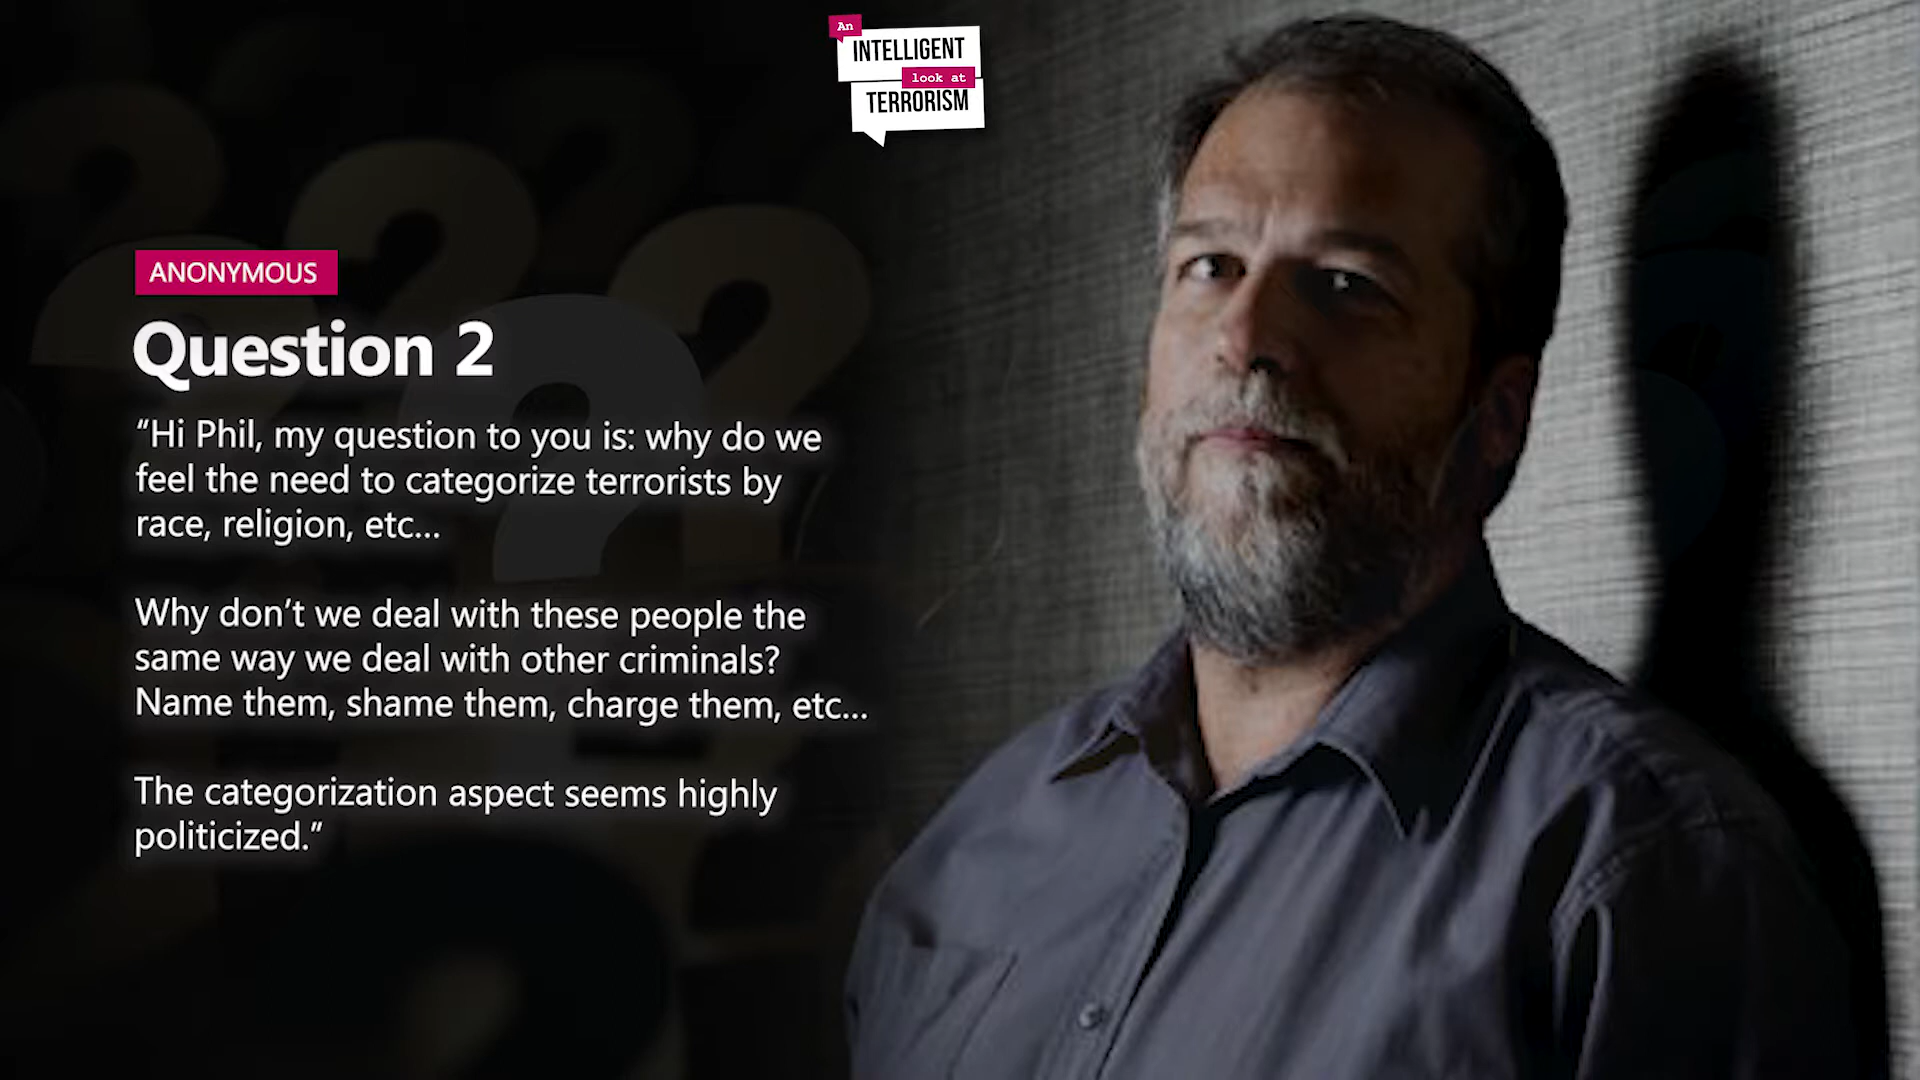 An
INTELLIGENT
look at
TERRORISM
ANONYMOUS
Question 2
“Hi Phil, my question to you is: why do we
feel the need to categorize terrorists by
race, religion, etc...
Why don’t we deal with these people the
same way we deal with other criminals?
Name them, shame them, charge them, etc...
The categorization aspect seems highly
politicized.”